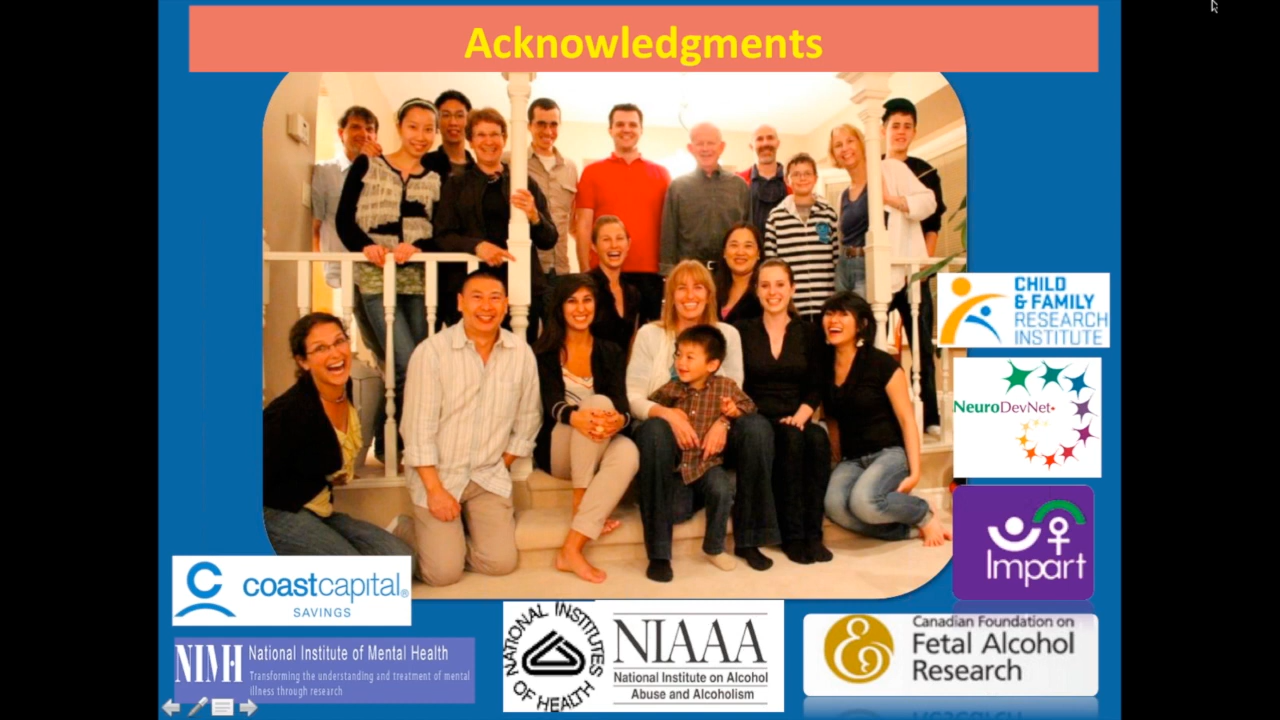 Acknowledgments
CHILD
& FAMILY
RESEARCH
INSTITUTE
NeuroDevNet
Impart
coastcapital®
SAVINGS
NIMH National Institute of Mental Health
Transforming the understanding and treatment of mental
illness through research
NATIONAL INSTITUTES
OF HEALTH
NIAAA
National Institute on Alcohol
Abuse and Alcoholism
Canadian Foundation on
Fetal Alcohol
Research